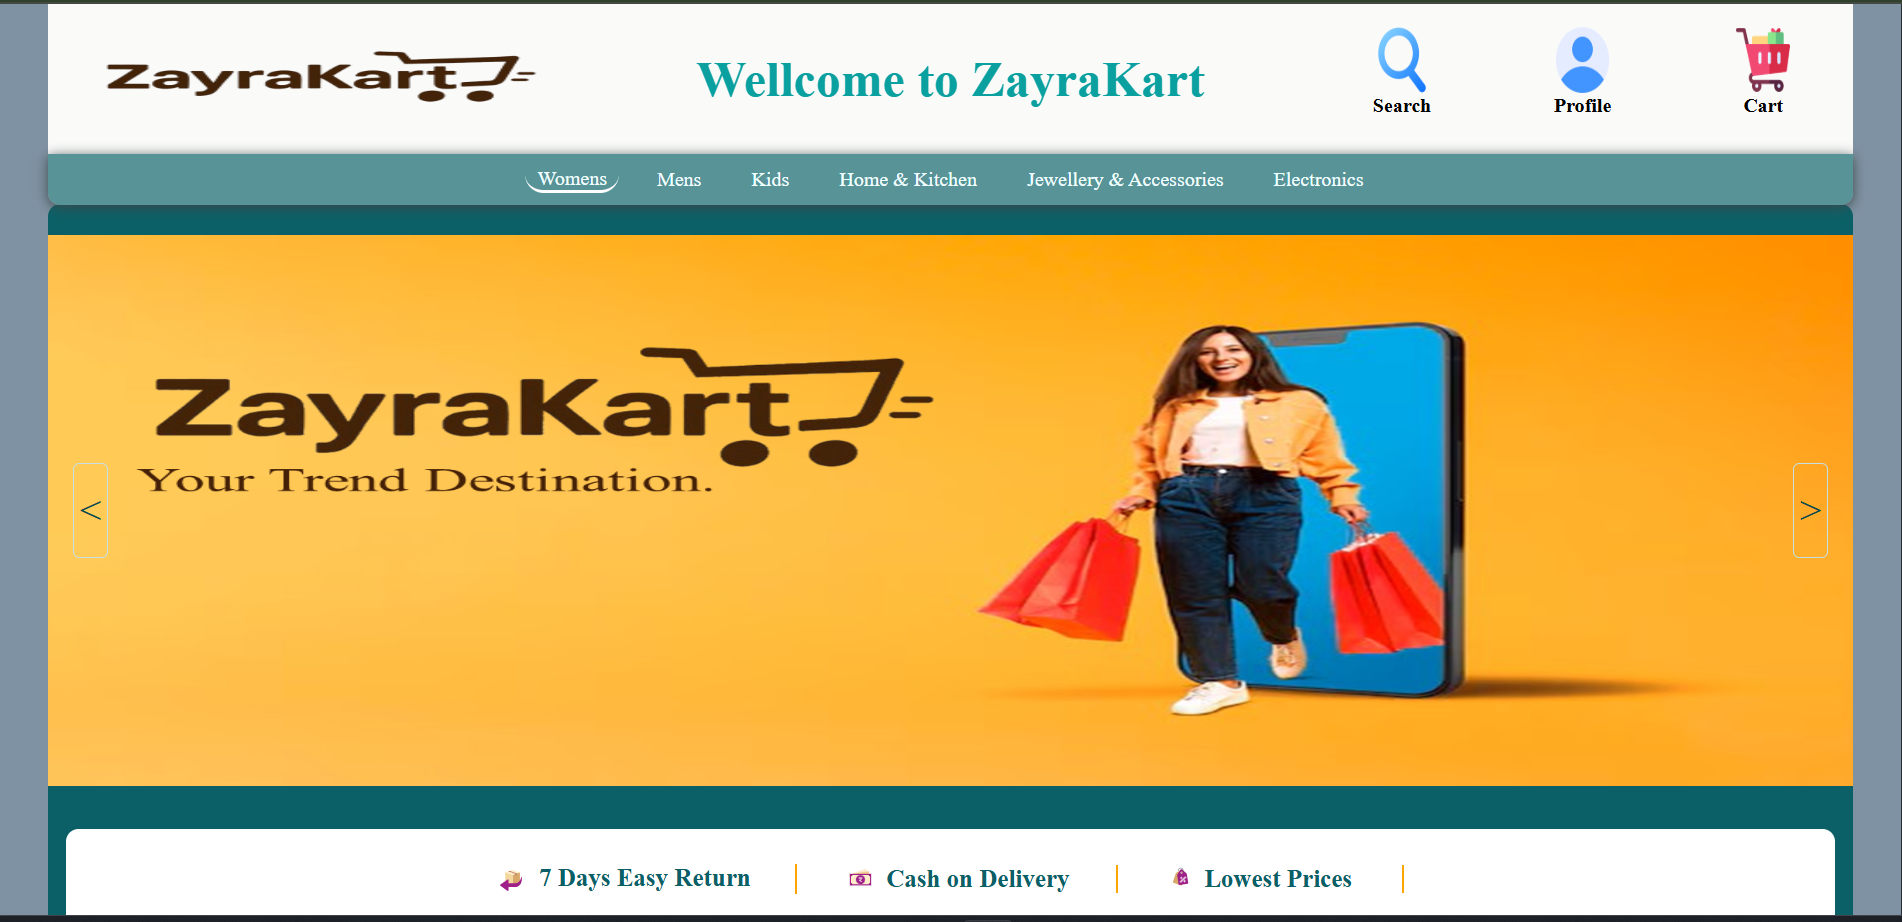 ZayraKart
Wellcome to ZayraKart
Search
Profile
Cart
Womens
Mens
Kids
Home & Kitchen
Jewellery & Accessories
Electronics
ZayraKart
Your Trend Destination.
<
>
7 Days Easy Return
Cash on Delivery
Lowest Prices